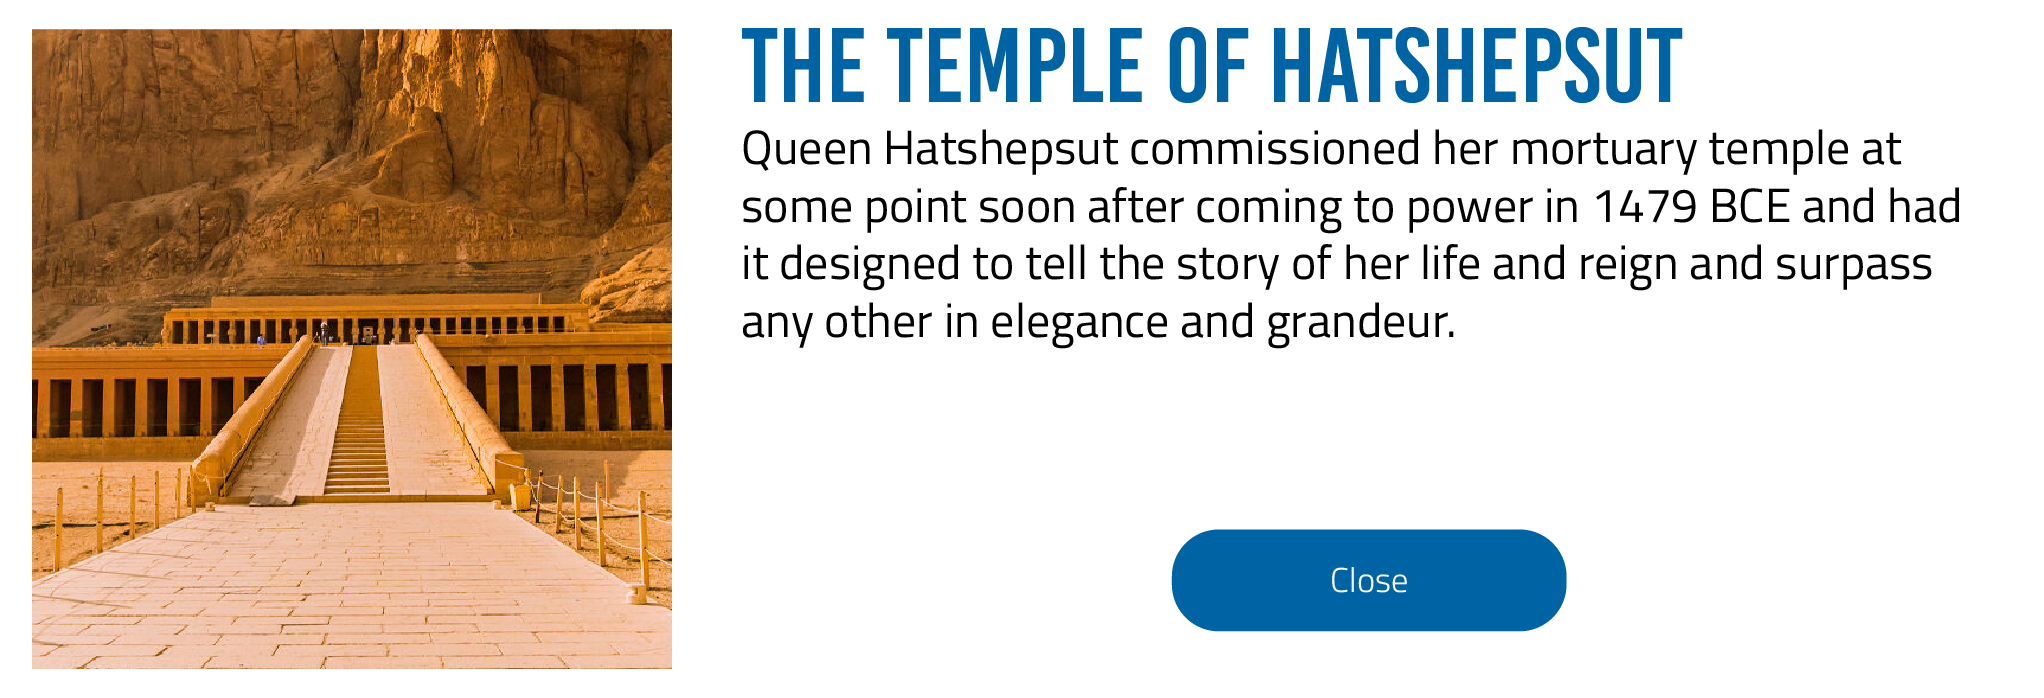 THE TEMPLE OF HATSHEPSUT
Queen Hatshepsut commissioned her mortuary temple at
some point soon after coming to power in 1479 BCE and had
it designed to tell the story of her life and reign and surpass
any other in elegance and grandeur.
Close